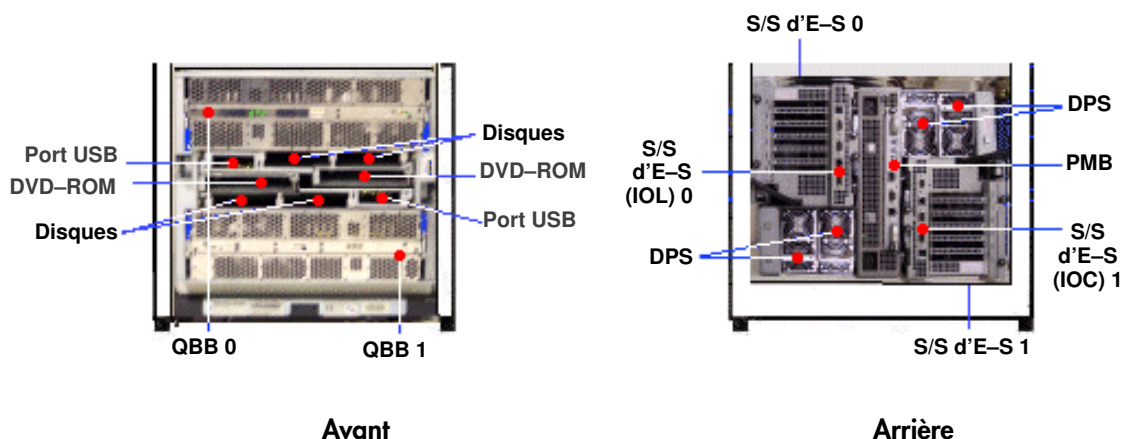 S/S d'E–S 0
Disques
Port USB
DVD–ROM
DVD–ROM
Port USB
Disques
QBB 0
QBB 1
Avant
DPS
S/S
d'E–S
(IOL) 0
PMB
DPS
S/S
d'E–S
(IOC) 1
S/S d'E–S 1
Arrière